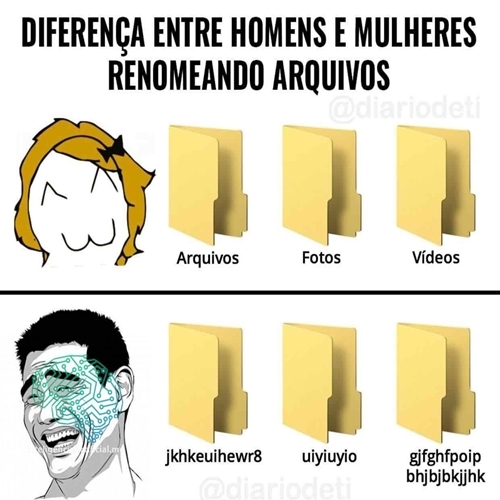 DIFERENÇA ENTRE HOMENS E MULHERES
RENOMEANDO ARQUIVOS
@diariodeti
Arquivos Fotos Vídeos
jkhkeuihewr8 uiyiuyio gjfghfpoip
bhjbjbkjjhk
@diariodeti